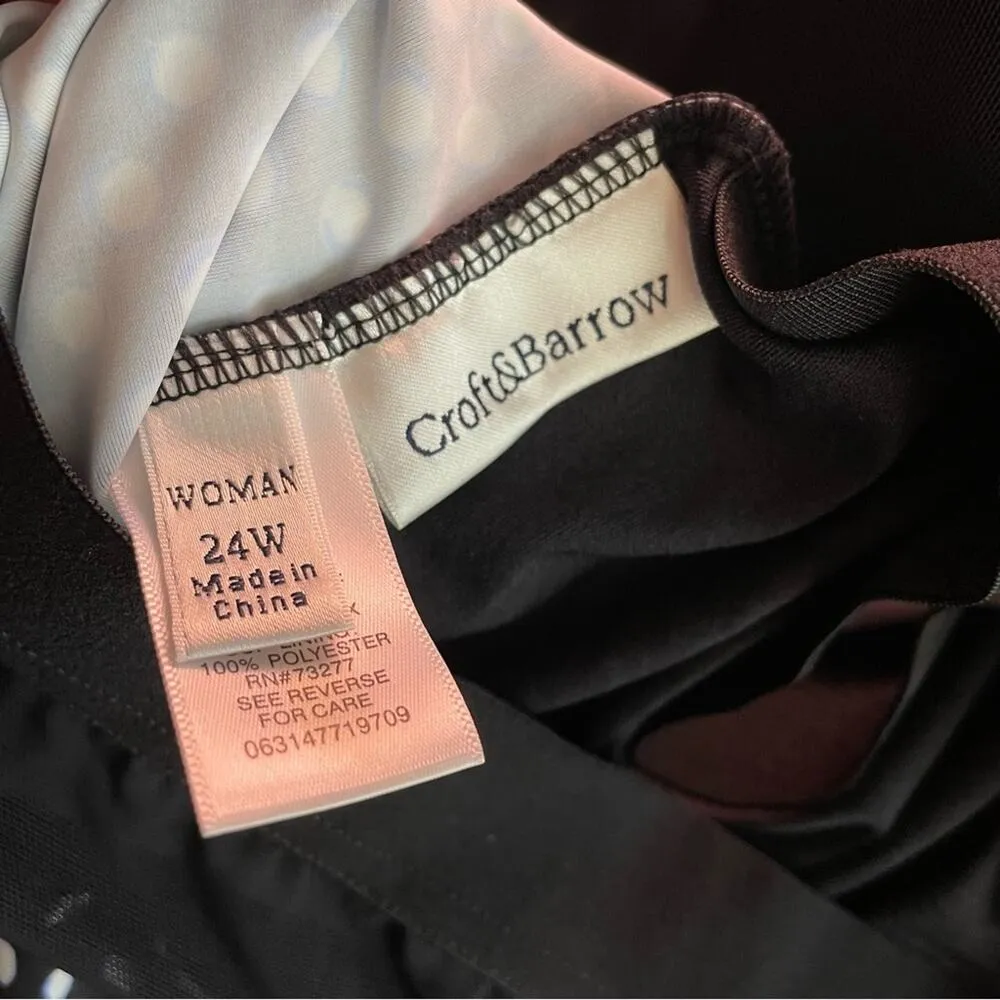 Croft&Barrow
WOMAN
24W
Made in
China
100% POLYESTER
RN#73277
SEE REVERSE
FOR CARE
063147719709